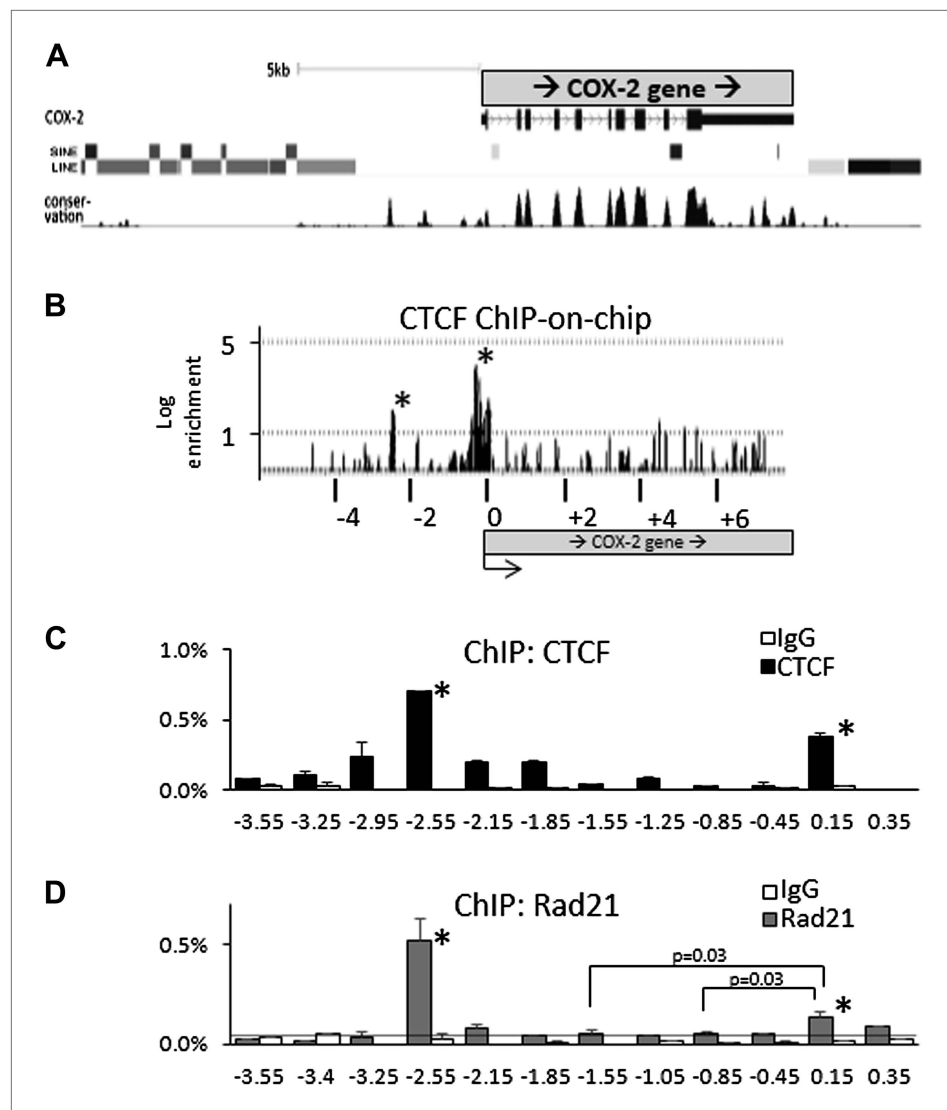 A
5kb
→ COX-2 gene →
COX-2
SINE
LINE
conser-
vation
B
CTCF ChIP-on-chip
Log
enrichment
5
1
*
*
-4 -2 0 +2 +4 +6
→ COX-2 gene →
C
ChIP: CTCF
IgG
CTCF
1.0%
0.5%
0.0%
*
*
-3.55 -3.25 -2.95 -2.55 -2.15 -1.85 -1.55 -1.25 -0.85 -0.45 0.15 0.35
D
ChIP: Rad21
IgG
Rad21
0.5%
0.0%
*
p=0.03
p=0.03
*
-3.55 -3.4 -3.25 -2.55 -2.15 -1.85 -1.55 -1.05 -0.85 -0.45 0.15 0.35